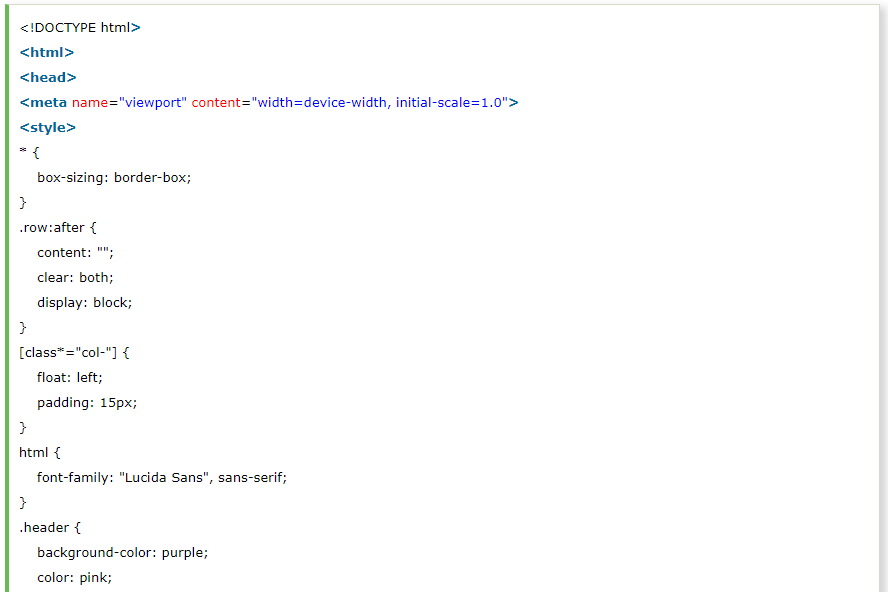 <!DOCTYPE html>
<html>
<head>
<meta name="viewport" content="width=device-width, initial-scale=1.0">
<style>
* {
    box-sizing: border-box;
}
.row:after {
    content: "";
    clear: both;
    display: block;
}
[class*="col-"] {
    float: left;
    padding: 15px;
}
html {
    font-family: "Lucida Sans", sans-serif;
}
.header {
    background-color: purple;
    color: pink;